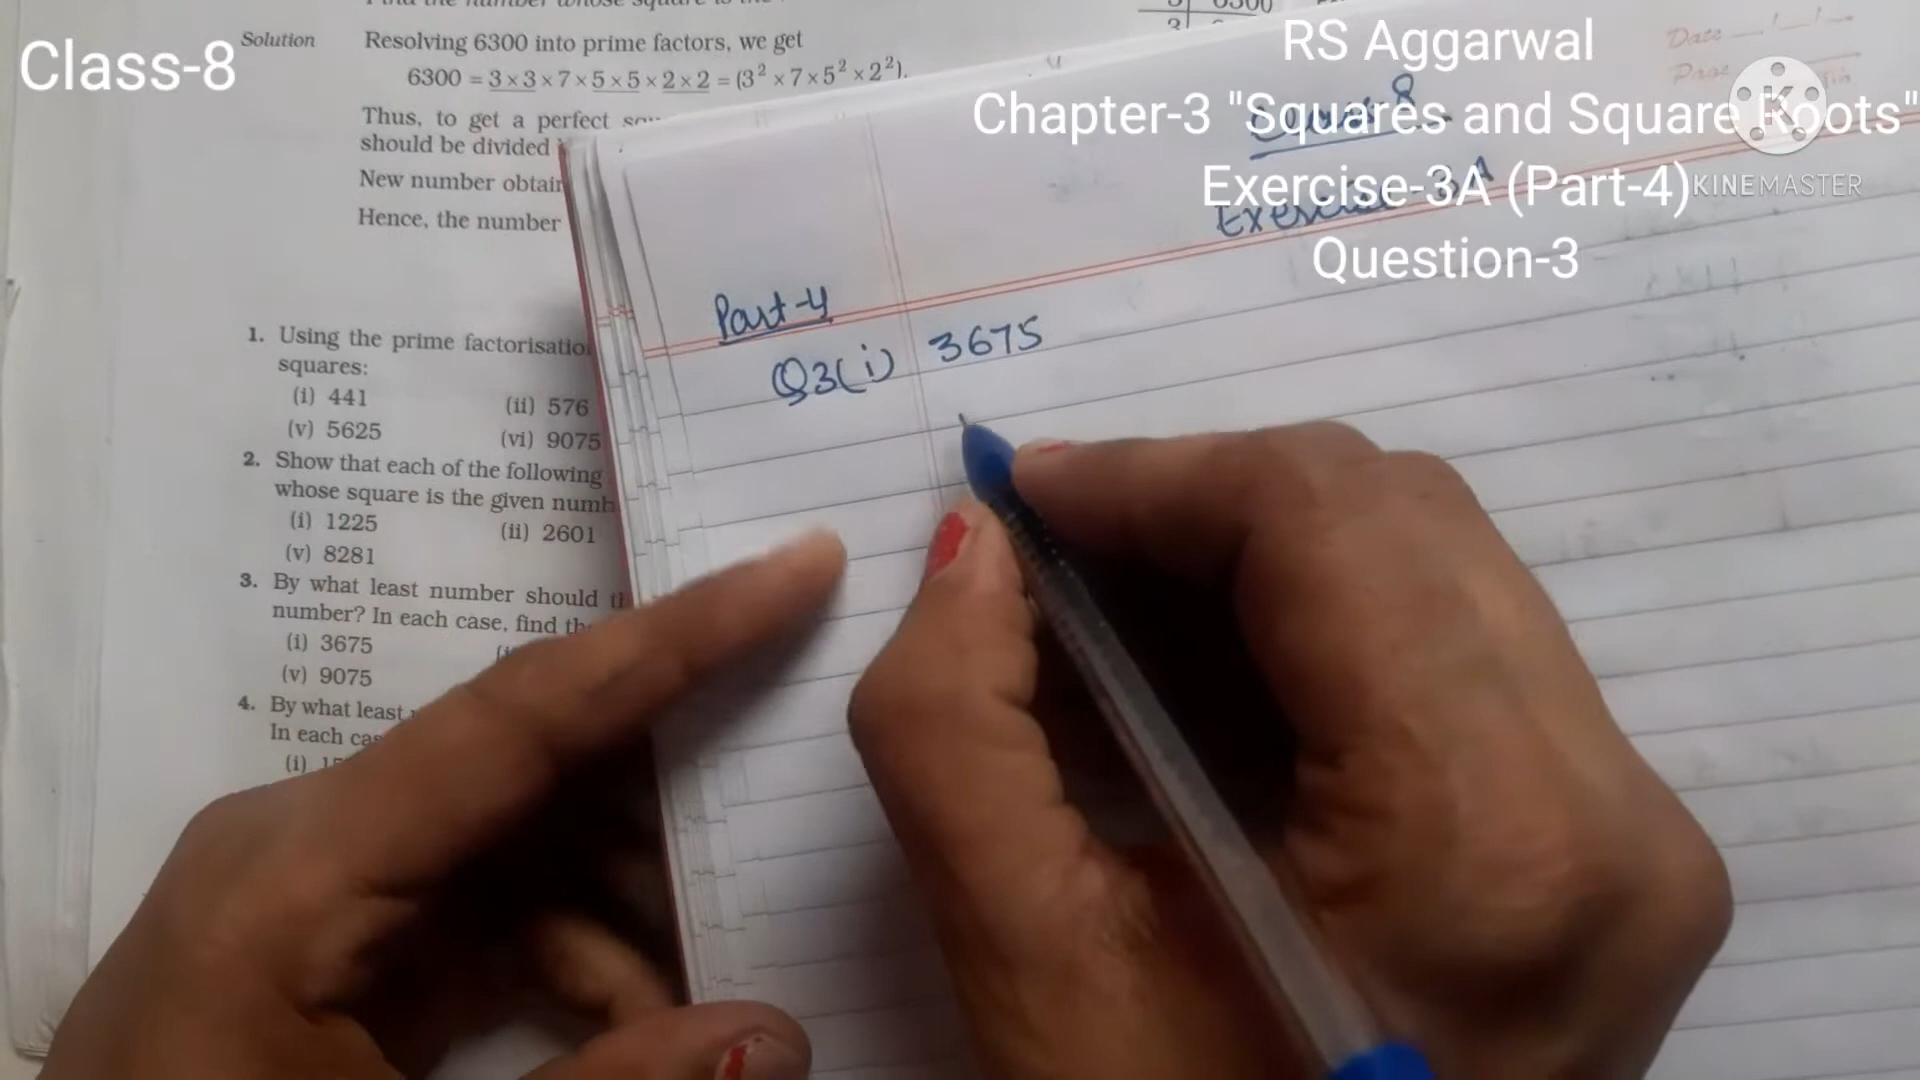 Class-8
RS Aggarwal
Chapter-3 "Squares and Square Roots"
Exercise-3A (Part-4)
Question-3
KINEMASTER
Solution
Resolving 6300 into prime factors, we get
6300 = 3 × 3 × 7 × 5 × 5 × 2 × 2 = (3² × 7 × 5² × 2²).
Thus, to get a perfect
should be divided
New number
Hence, the number
1. Using the prime
squares:
(i) 441 (ii) 576
(v) 5625 (vi) 9075
2. Show that each of the following
whose square is the given
(i) 1225 (ii) 2601
(v) 8281
3. By what least number should
number? In each case, find
(i) 3675
(v) 9075
4. By what least
In each
(i)
Date
Exercise-3A
Part-4
Q3(i) 3675